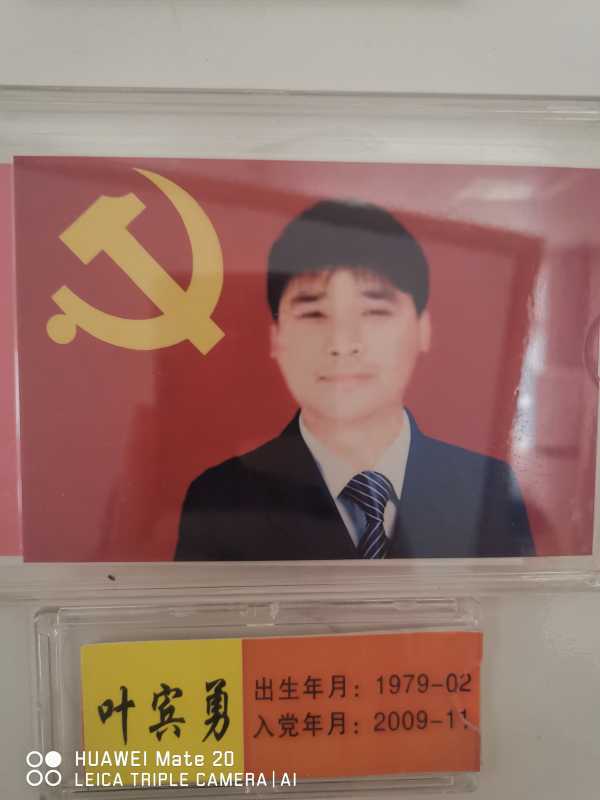 叶宾勇
出生年月：1979-02
入党年月：2009-11
HUAWEI Mate 20
LEICA TRIPLE CAMERA | AI